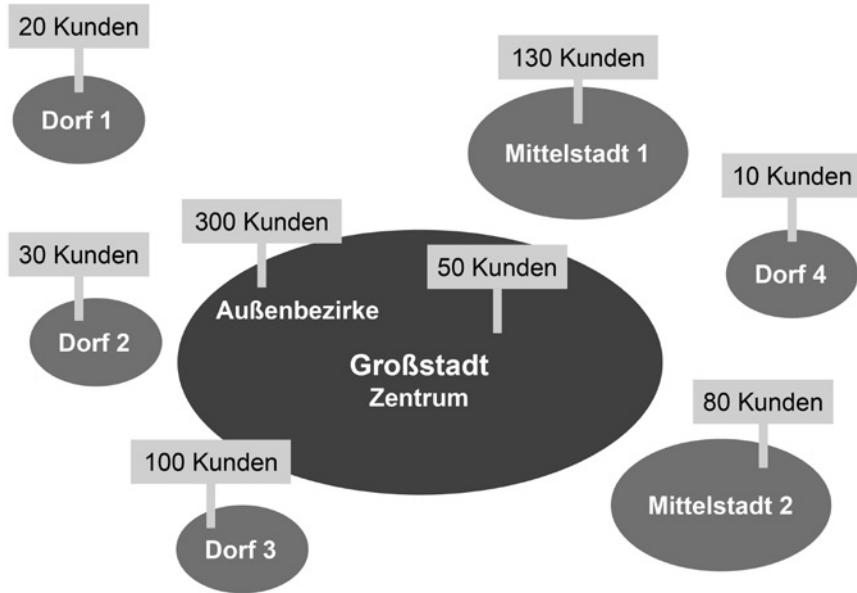 20 Kunden
Dorf 1
130 Kunden
Mittelstadt 1
10 Kunden
Dorf 4
300 Kunden
50 Kunden
Außenbezirke
Großstadt
Zentrum
30 Kunden
Dorf 2
80 Kunden
Mittelstadt 2
100 Kunden
Dorf 3